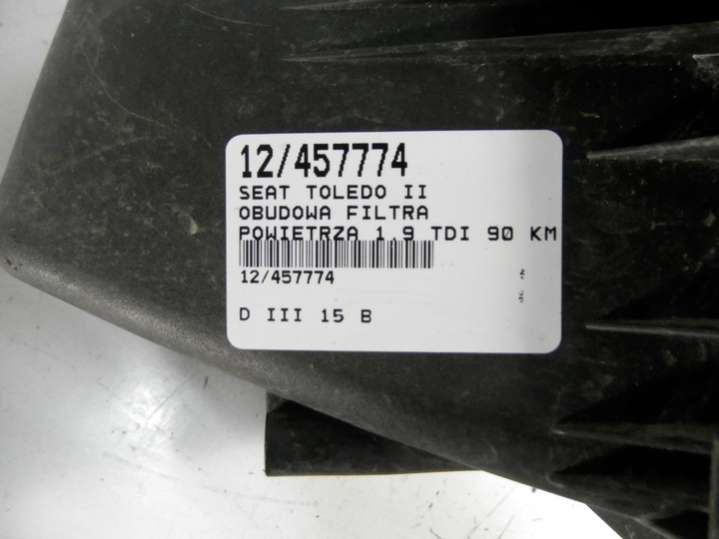 12/457774
SEAT TOLEDO II
OBUDOWA FILTRA
POWIETRZA 1.9 TDI 90 KM
12/457774
D III 15 B